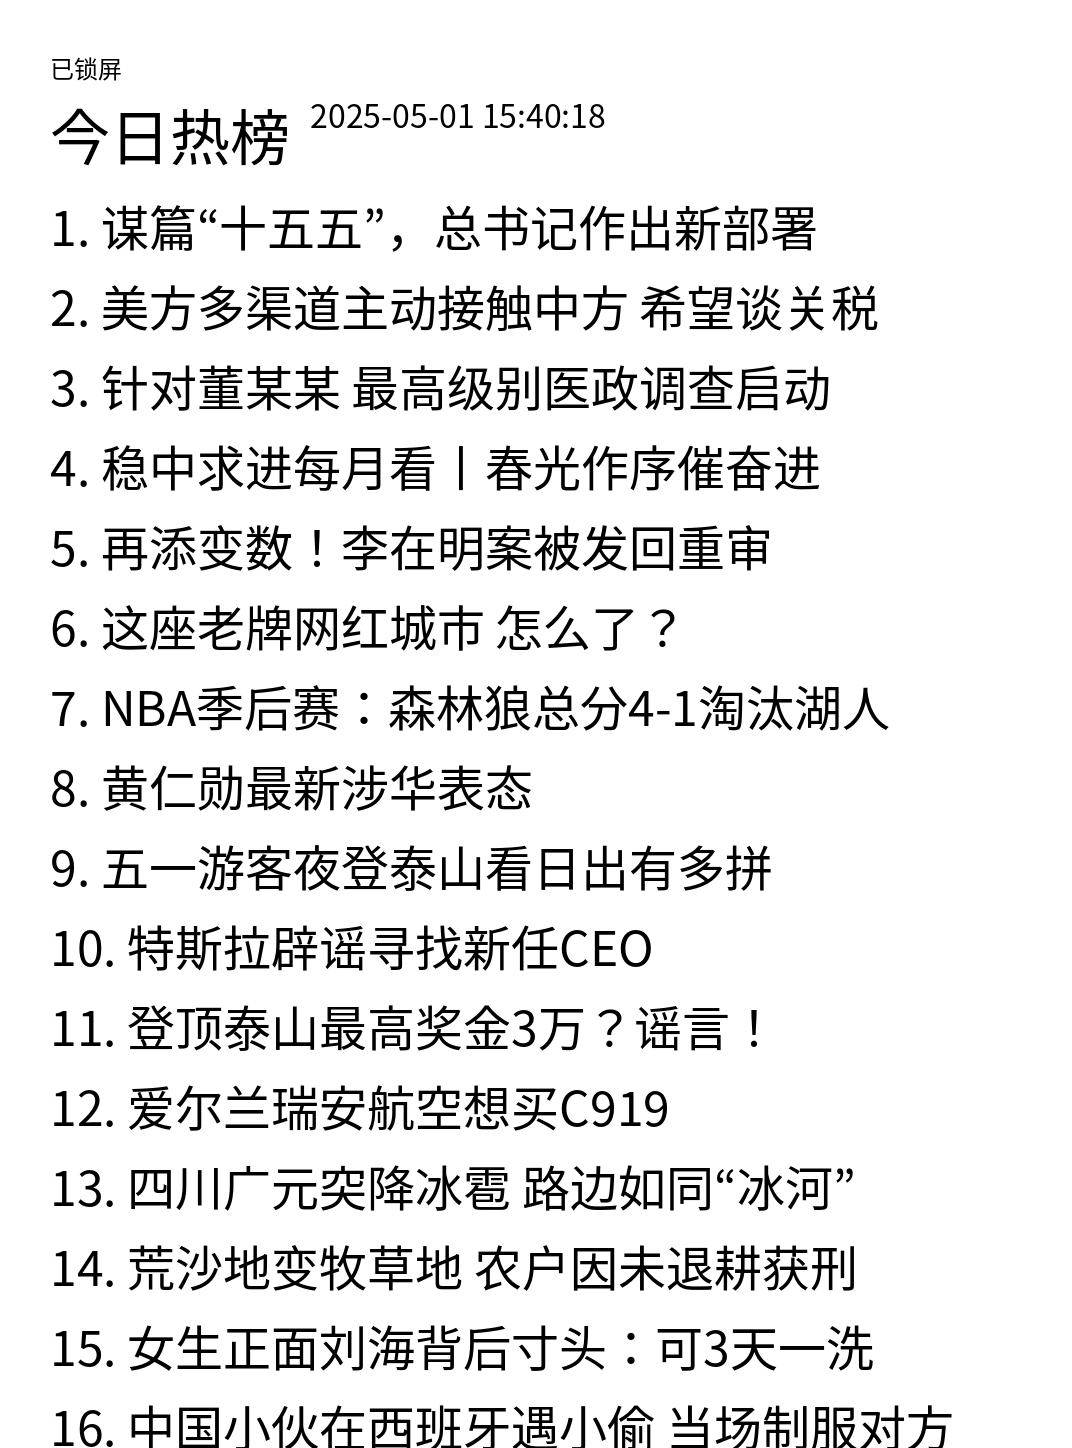 已锁屏
今日热榜 2025-05-01 15:40:18
1. 谋篇“十五五”，总书记作出新部署
2. 美方多渠道主动接触中方 希望谈关税
3. 针对董某某 最高级别医政调查启动
4. 稳中求进每月看丨春光作序催奋进
5. 再添变数！李在明案被发回重审
6. 这座老牌网红城市 怎么了？
7. NBA季后赛：森林狼总分4-1淘汰湖人
8. 黄仁勋最新涉华表态
9. 五一游客夜登泰山看日出有多拼
10. 特斯拉辟谣寻找新任CEO
11. 登顶泰山最高奖金3万？谣言！
12. 爱尔兰瑞安航空想买C919
13. 四川广元突降冰雹 路边如同“冰河”
14. 荒沙地变牧草地 农户因未退耕获刑
15. 女生正面刘海背后寸头：可3天一洗
16. 中国小伙在西班牙遇小偷 当场制服对方